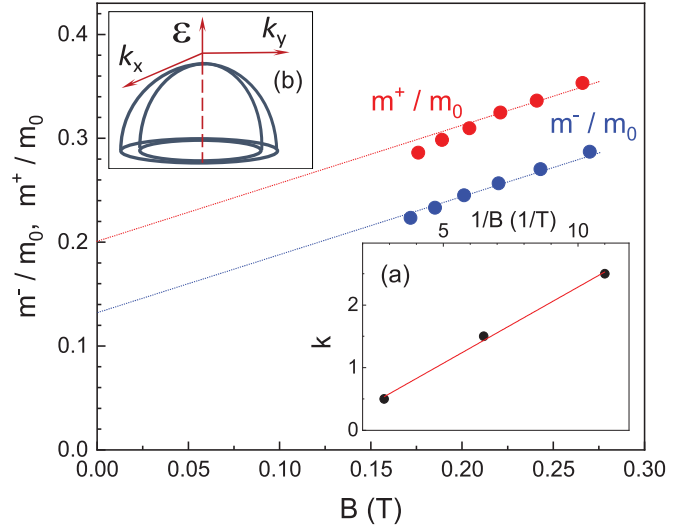 0.4
0.3
0.2
0.1
0.0
m⁻ / m₀, m⁺ / m₀
ε
kₓ
k_y
(b)
m⁺ / m₀
m⁻ / m₀
1/B (1/T)
5
10
(a)
2
1
0
k
0.00
0.05
0.10
0.15
0.20
0.25
0.30
B (T)